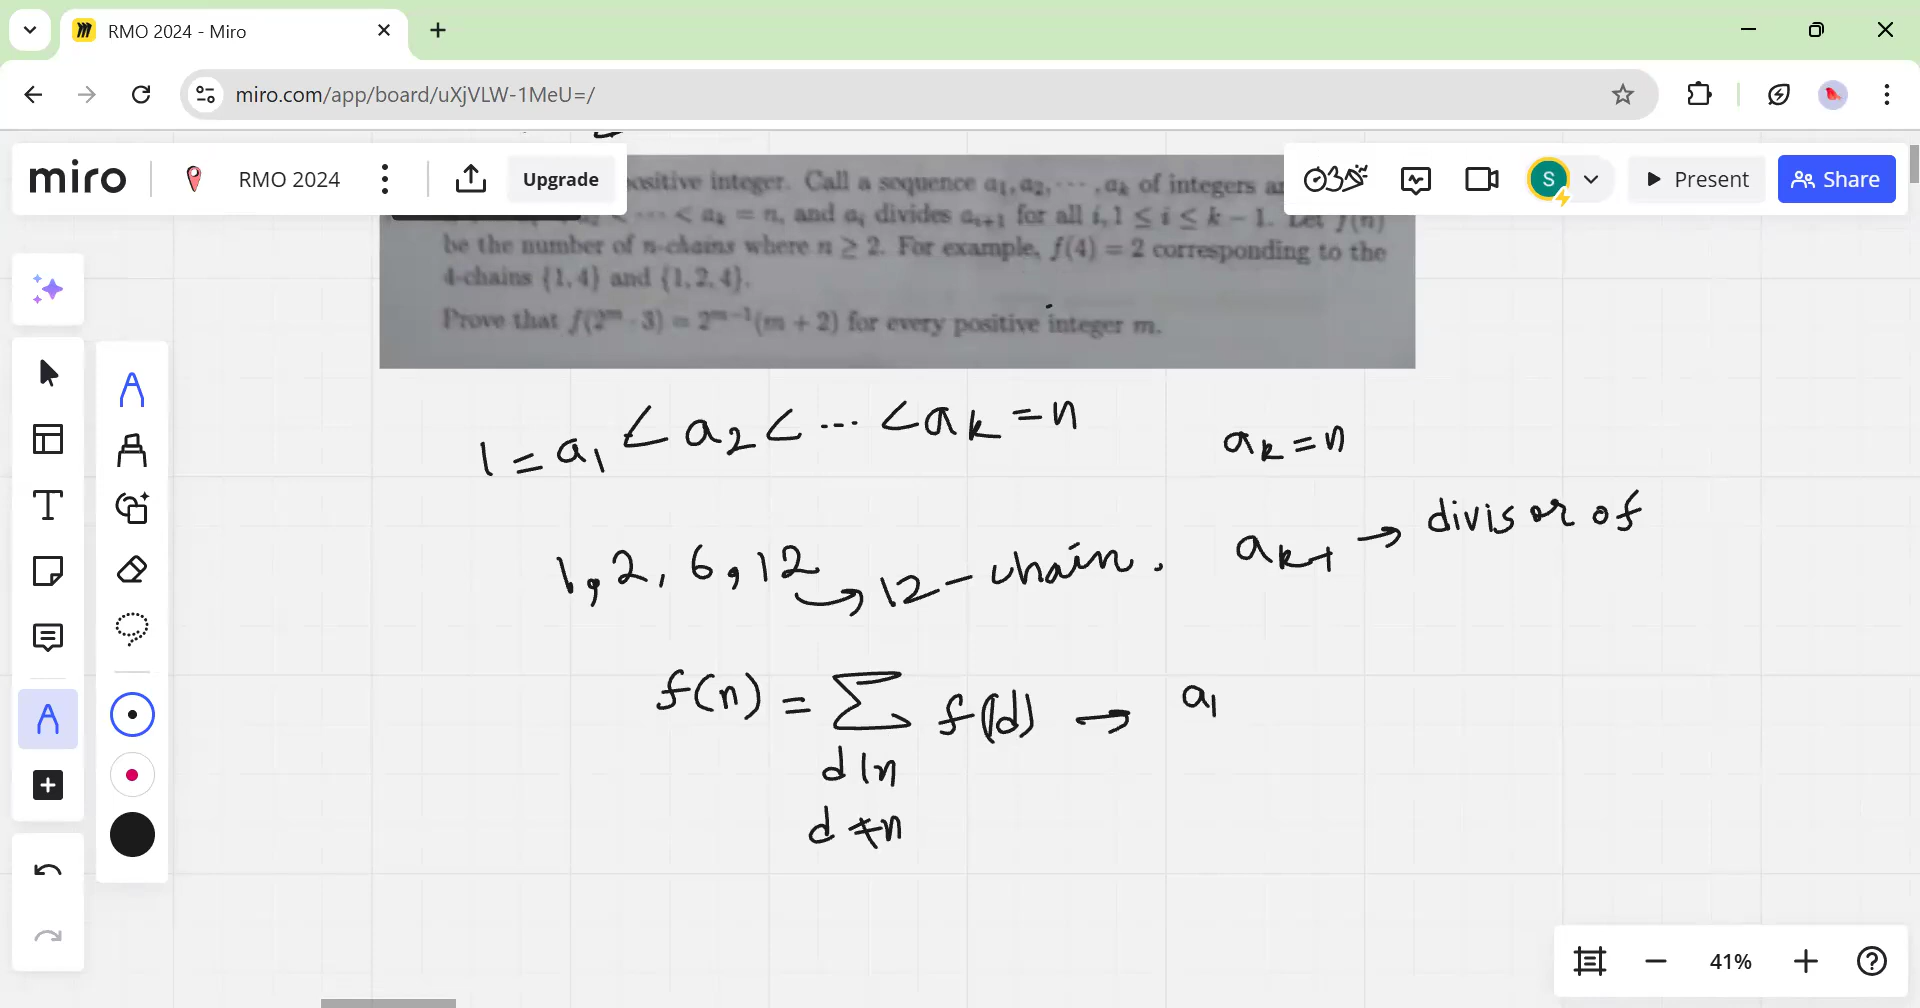 RMO 2024 - Miro
miro.com/app/board/uXjVLW-1MeU=/
miro RMO 2024 Upgrade
Present Share
positive integer. Call a sequence a₁, a₂, ⋯ , aₖ of integers
⋯ < aₖ = n, and aᵢ divides aᵢ₊₁ for all i, 1 ≤ i ≤ k − 1. Let f(n)
be the number of n-chains where n ≥ 2. For example, f(4) = 2 corresponding to the
4-chains {1, 4} and {1, 2, 4}.
Prove that f(2ᵐ · 3) = 2ᵐ⁻¹(m + 2) for every positive integer m.
1 = a₁ < a₂ < ... < aₖ = n
aₖ = n
aₖ₋₁ → divisor of
1, 2, 6, 12 → 12 - chain.
f(n) = Σ f(d) → a₁
d|n
d ≠ n
T
41%
S